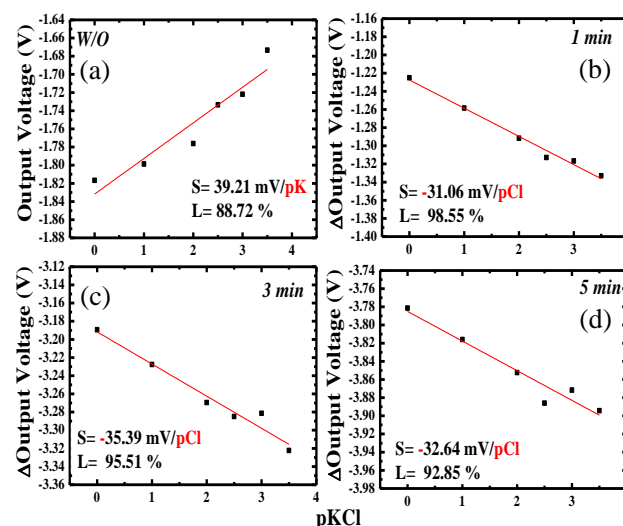 W/O
(a)
Output Voltage (V)
-1.64
-1.66
-1.68
-1.70
-1.72
-1.74
-1.76
-1.78
-1.80
-1.82
-1.84
-1.86
-1.88
S= 39.21 mV/pK
L= 88.72 %
0 1 2 3 4
1 min
(b)
ΔOutput Voltage (V)
-1.16
-1.18
-1.20
-1.22
-1.24
-1.26
-1.28
-1.30
-1.32
-1.34
-1.36
-1.38
-1.40
S= -31.06 mV/pCl
L= 98.55 %
0 1 2 3
3 min
(c)
ΔOutput Voltage (V)
-3.14
-3.16
-3.18
-3.20
-3.22
-3.24
-3.26
-3.28
-3.30
-3.32
-3.34
-3.36
S= -35.39 mV/pCl
L= 95.51 %
0 1 2 3 4
5 min
(d)
ΔOutput Voltage (V)
-3.74
-3.76
-3.78
-3.80
-3.82
-3.84
-3.86
-3.88
-3.90
-3.92
-3.94
-3.96
-3.98
S= -32.64 mV/pCl
L= 92.85 %
0 1 2 3
pKCl